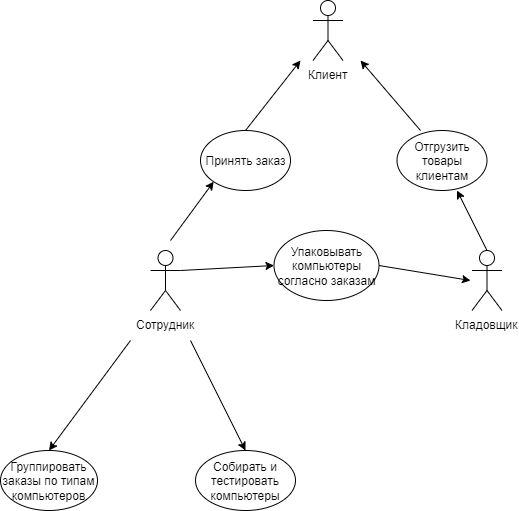 Клиент
Принять заказ
Отгрузить
товары
клиентам
Упаковывать
компьютеры
согласно заказам
Сотрудник
Кладовщик
Группировать
заказы по типам
компьютеров
Собирать и
тестировать
компьютеры